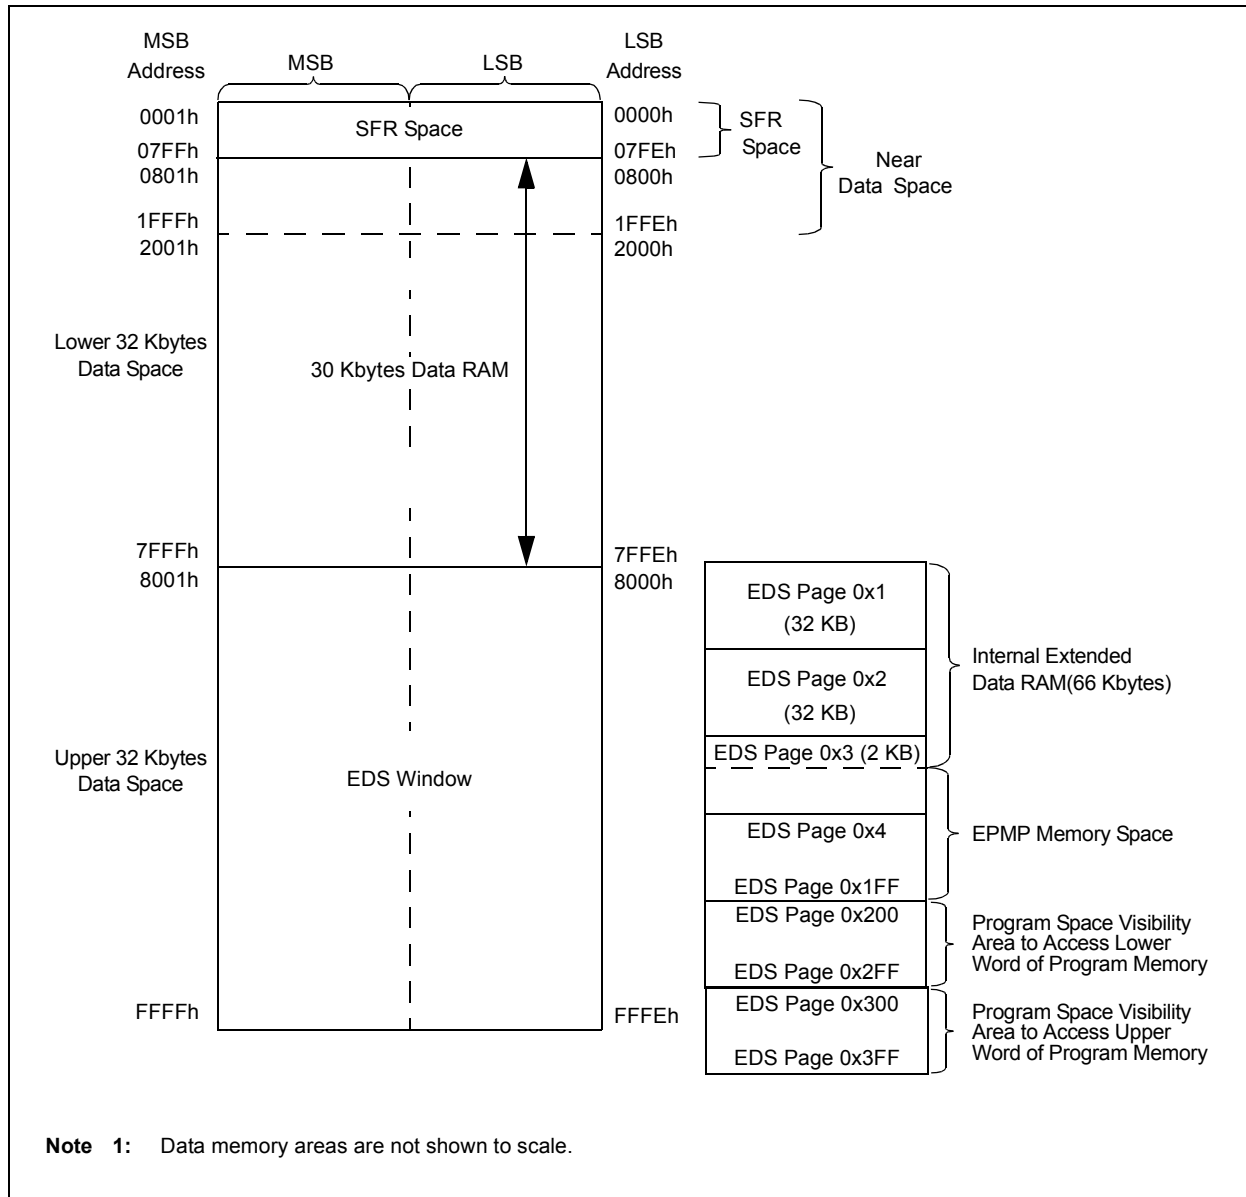 MSB
Address
MSB
LSB
LSB
Address
0001h
SFR Space
0000h
SFR
Space
07FFh
07FEh
0801h
0800h
Near
Data Space
1FFFh
1FFEh
2001h
2000h
Lower 32 Kbytes
Data Space
30 Kbytes Data RAM
7FFFh
7FFEh
8001h
8000h
EDS Page 0x1
(32 KB)
EDS Page 0x2
(32 KB)
Internal Extended
Data RAM(66 Kbytes)
EDS Page 0x3 (2 KB)
Upper 32 Kbytes
Data Space
EDS Window
EDS Page 0x4
EPMP Memory Space
EDS Page 0x1FF
EDS Page 0x200
EDS Page 0x2FF
Program Space Visibility
Area to Access Lower
Word of Program Memory
FFFFh
FFFEh
EDS Page 0x300
EDS Page 0x3FF
Program Space Visibility
Area to Access Upper
Word of Program Memory
Note 1: Data memory areas are not shown to scale.